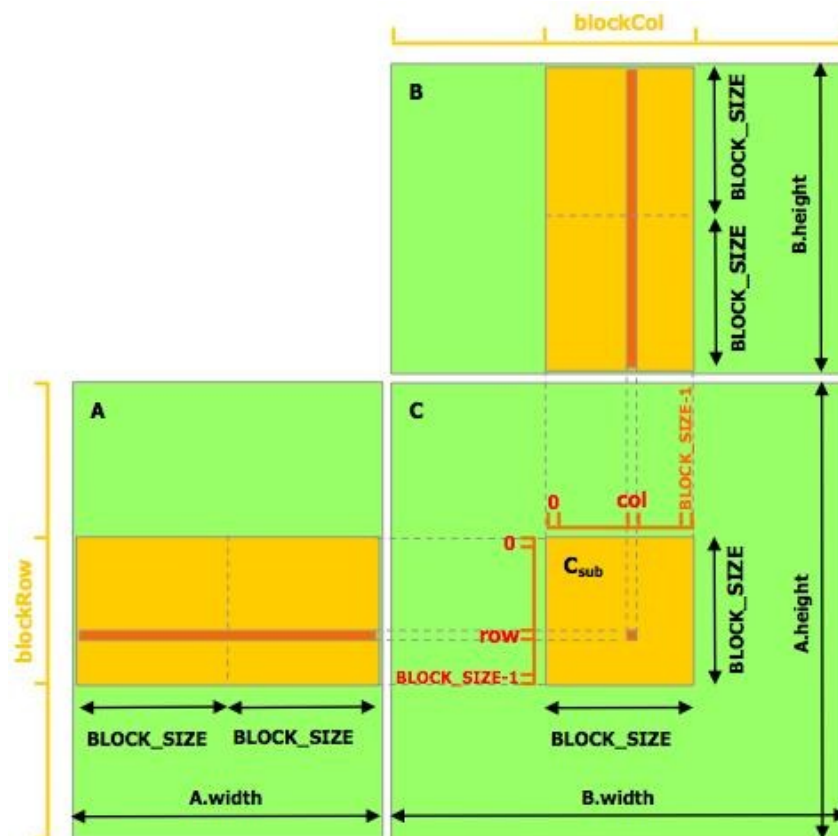 blockCol
B
BLOCK_SIZE
BLOCK_SIZE
B.height
A
C
BLOCK_SIZE-1
0
col
0
C_sub
blockRow
row
BLOCK_SIZE
A.height
BLOCK_SIZE-1
BLOCK_SIZE
BLOCK_SIZE
BLOCK_SIZE
A.width
B.width